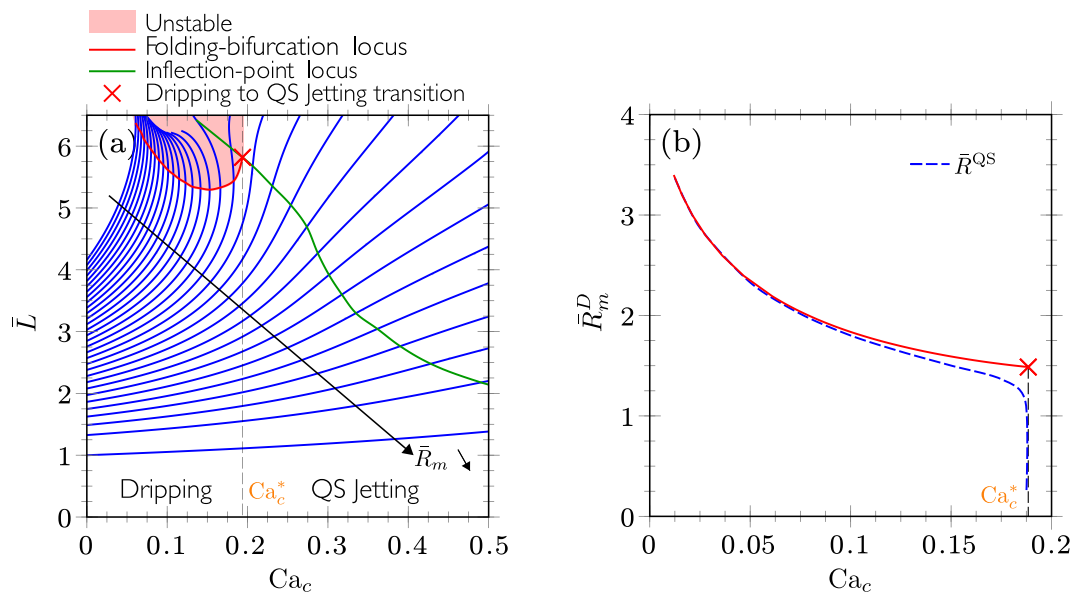 Unstable
Folding-bifurcation locus
Inflection-point locus
Dripping to QS Jetting transition
(a)
L̄
6
5
4
3
2
1
0
R̄m
Dripping
Ca*c
QS Jetting
0 0.1 0.2 0.3 0.4 0.5
Cac
(b)
R̄QS
R̄Dm
4
3
2
1
0
Ca*c
0 0.05 0.1 0.15 0.2
Cac